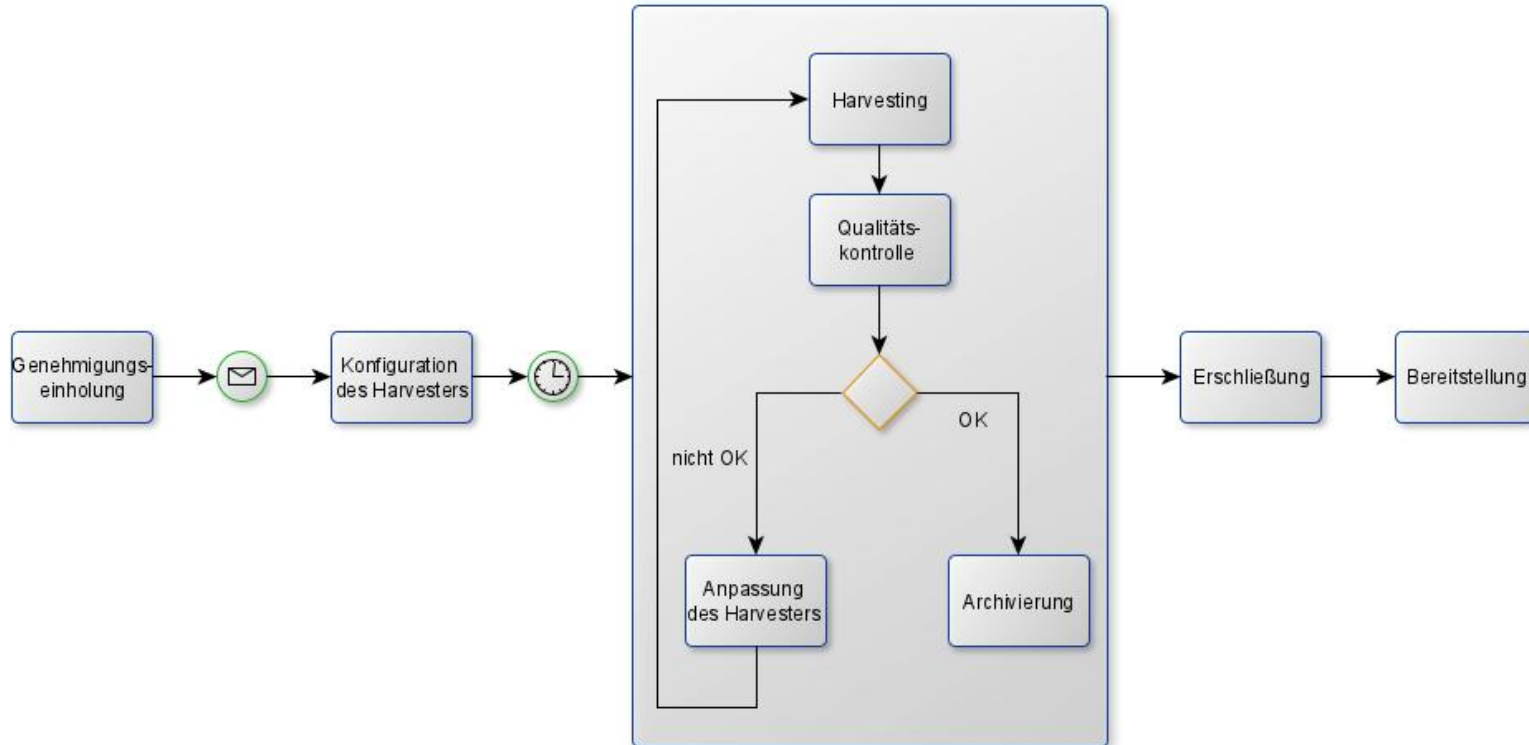 Harvesting
Qualitäts-
kontrolle
Genehmigungs-
einholung
Konfiguration
des Harvesters
Erschließung
Bereitstellung
OK
nicht OK
Anpassung
des Harvesters
Archivierung